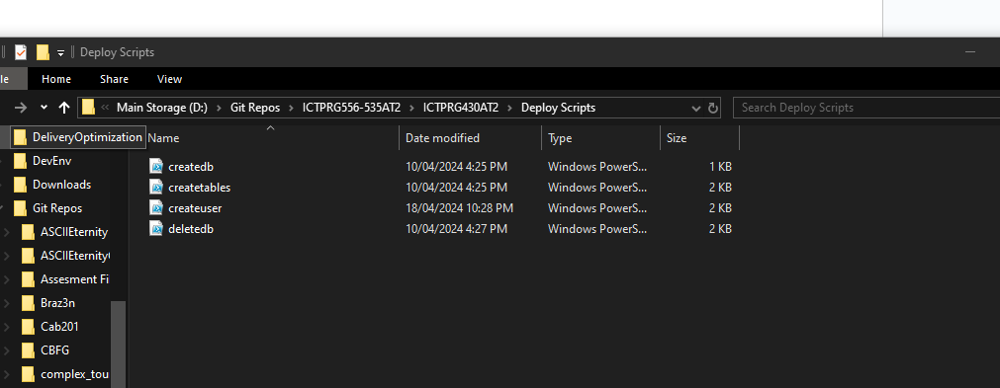 Deploy Scripts
le Home Share View
Main Storage (D:) Git Repos ICTPRG556-535AT2 ICTPRG430AT2 Deploy Scripts Search Deploy Scripts
DeliveryOptimization
DevEnv
Downloads
Git Repos
ASCIIEternity
ASCIIEternity
Assesment Fi
Braz3n
Cab201
CBFG
complex_tou
Name Date modified Type Size
createdb 10/04/2024 4:25 PM Windows PowerS... 1 KB
createtables 10/04/2024 4:25 PM Windows PowerS... 2 KB
createuser 18/04/2024 10:28 PM Windows PowerS... 2 KB
deletedb 10/04/2024 4:27 PM Windows PowerS... 2 KB